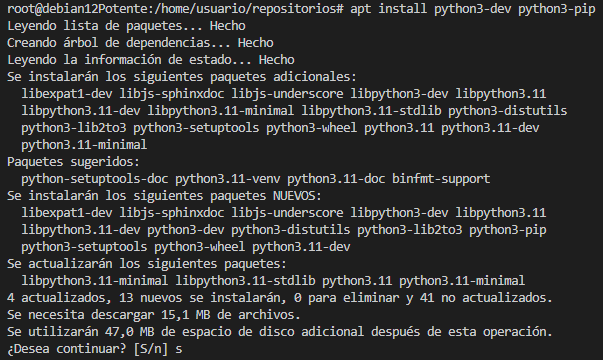 root@debian12Potente:/home/usuario/repositorios# apt install python3-dev python3-pip
Leyendo lista de paquetes... Hecho
Creando árbol de dependencias... Hecho
Leyendo la información de estado... Hecho
Se instalarán los siguientes paquetes adicionales:
  libexpat1-dev libjs-sphinxdoc libjs-underscore libpython3-dev libpython3.11
  libpython3.11-dev libpython3.11-minimal libpython3.11-stdlib python3-distutils
  python3-lib2to3 python3-setuptools python3-wheel python3.11 python3.11-dev
  python3.11-minimal
Paquetes sugeridos:
  python-setuptools-doc python3.11-venv python3.11-doc binfmt-support
Se instalarán los siguientes paquetes NUEVOS:
  libexpat1-dev libjs-sphinxdoc libjs-underscore libpython3-dev libpython3.11
  libpython3.11-dev python3-dev python3-distutils python3-lib2to3 python3-pip
  python3-setuptools python3-wheel python3.11-dev
Se actualizarán los siguientes paquetes:
  libpython3.11-minimal libpython3.11-stdlib python3.11 python3.11-minimal
4 actualizados, 13 nuevos se instalarán, 0 para eliminar y 41 no actualizados.
Se necesita descargar 15,1 MB de archivos.
Se utilizarán 47,0 MB de espacio de disco adicional después de esta operación.
¿Desea continuar? [S/n] s